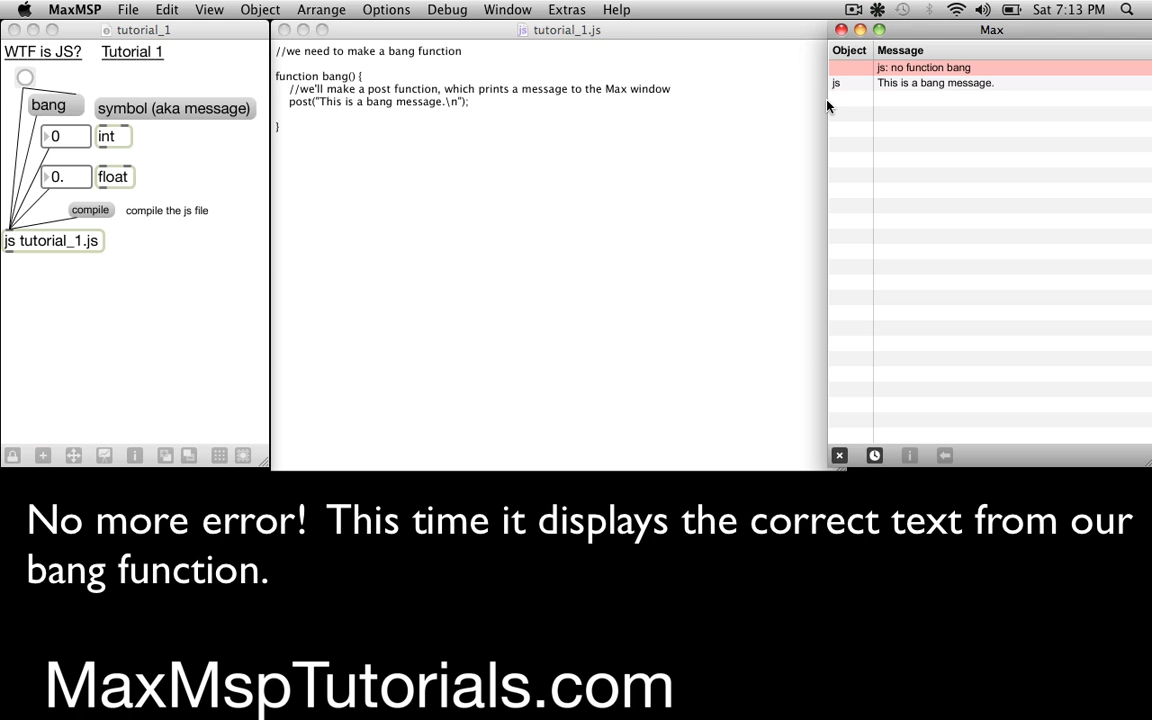 MaxMSP File Edit View Object Arrange Options Debug Window Extras Help Sat 7:13 PM
tutorial_1
WTF is JS? Tutorial 1
bang
symbol (aka message)
0
int
0.
float
compile
compile the js file
js tutorial_1.js
tutorial_1.js
//we need to make a bang function
function bang() {
//we'll make a post function, which prints a message to the Max window
post("This is a bang message.\n");
}
Max
Object Message
js: no function bang
js This is a bang message.
No more error! This time it displays the correct text from our
bang function.
MaxMspTutorials.com